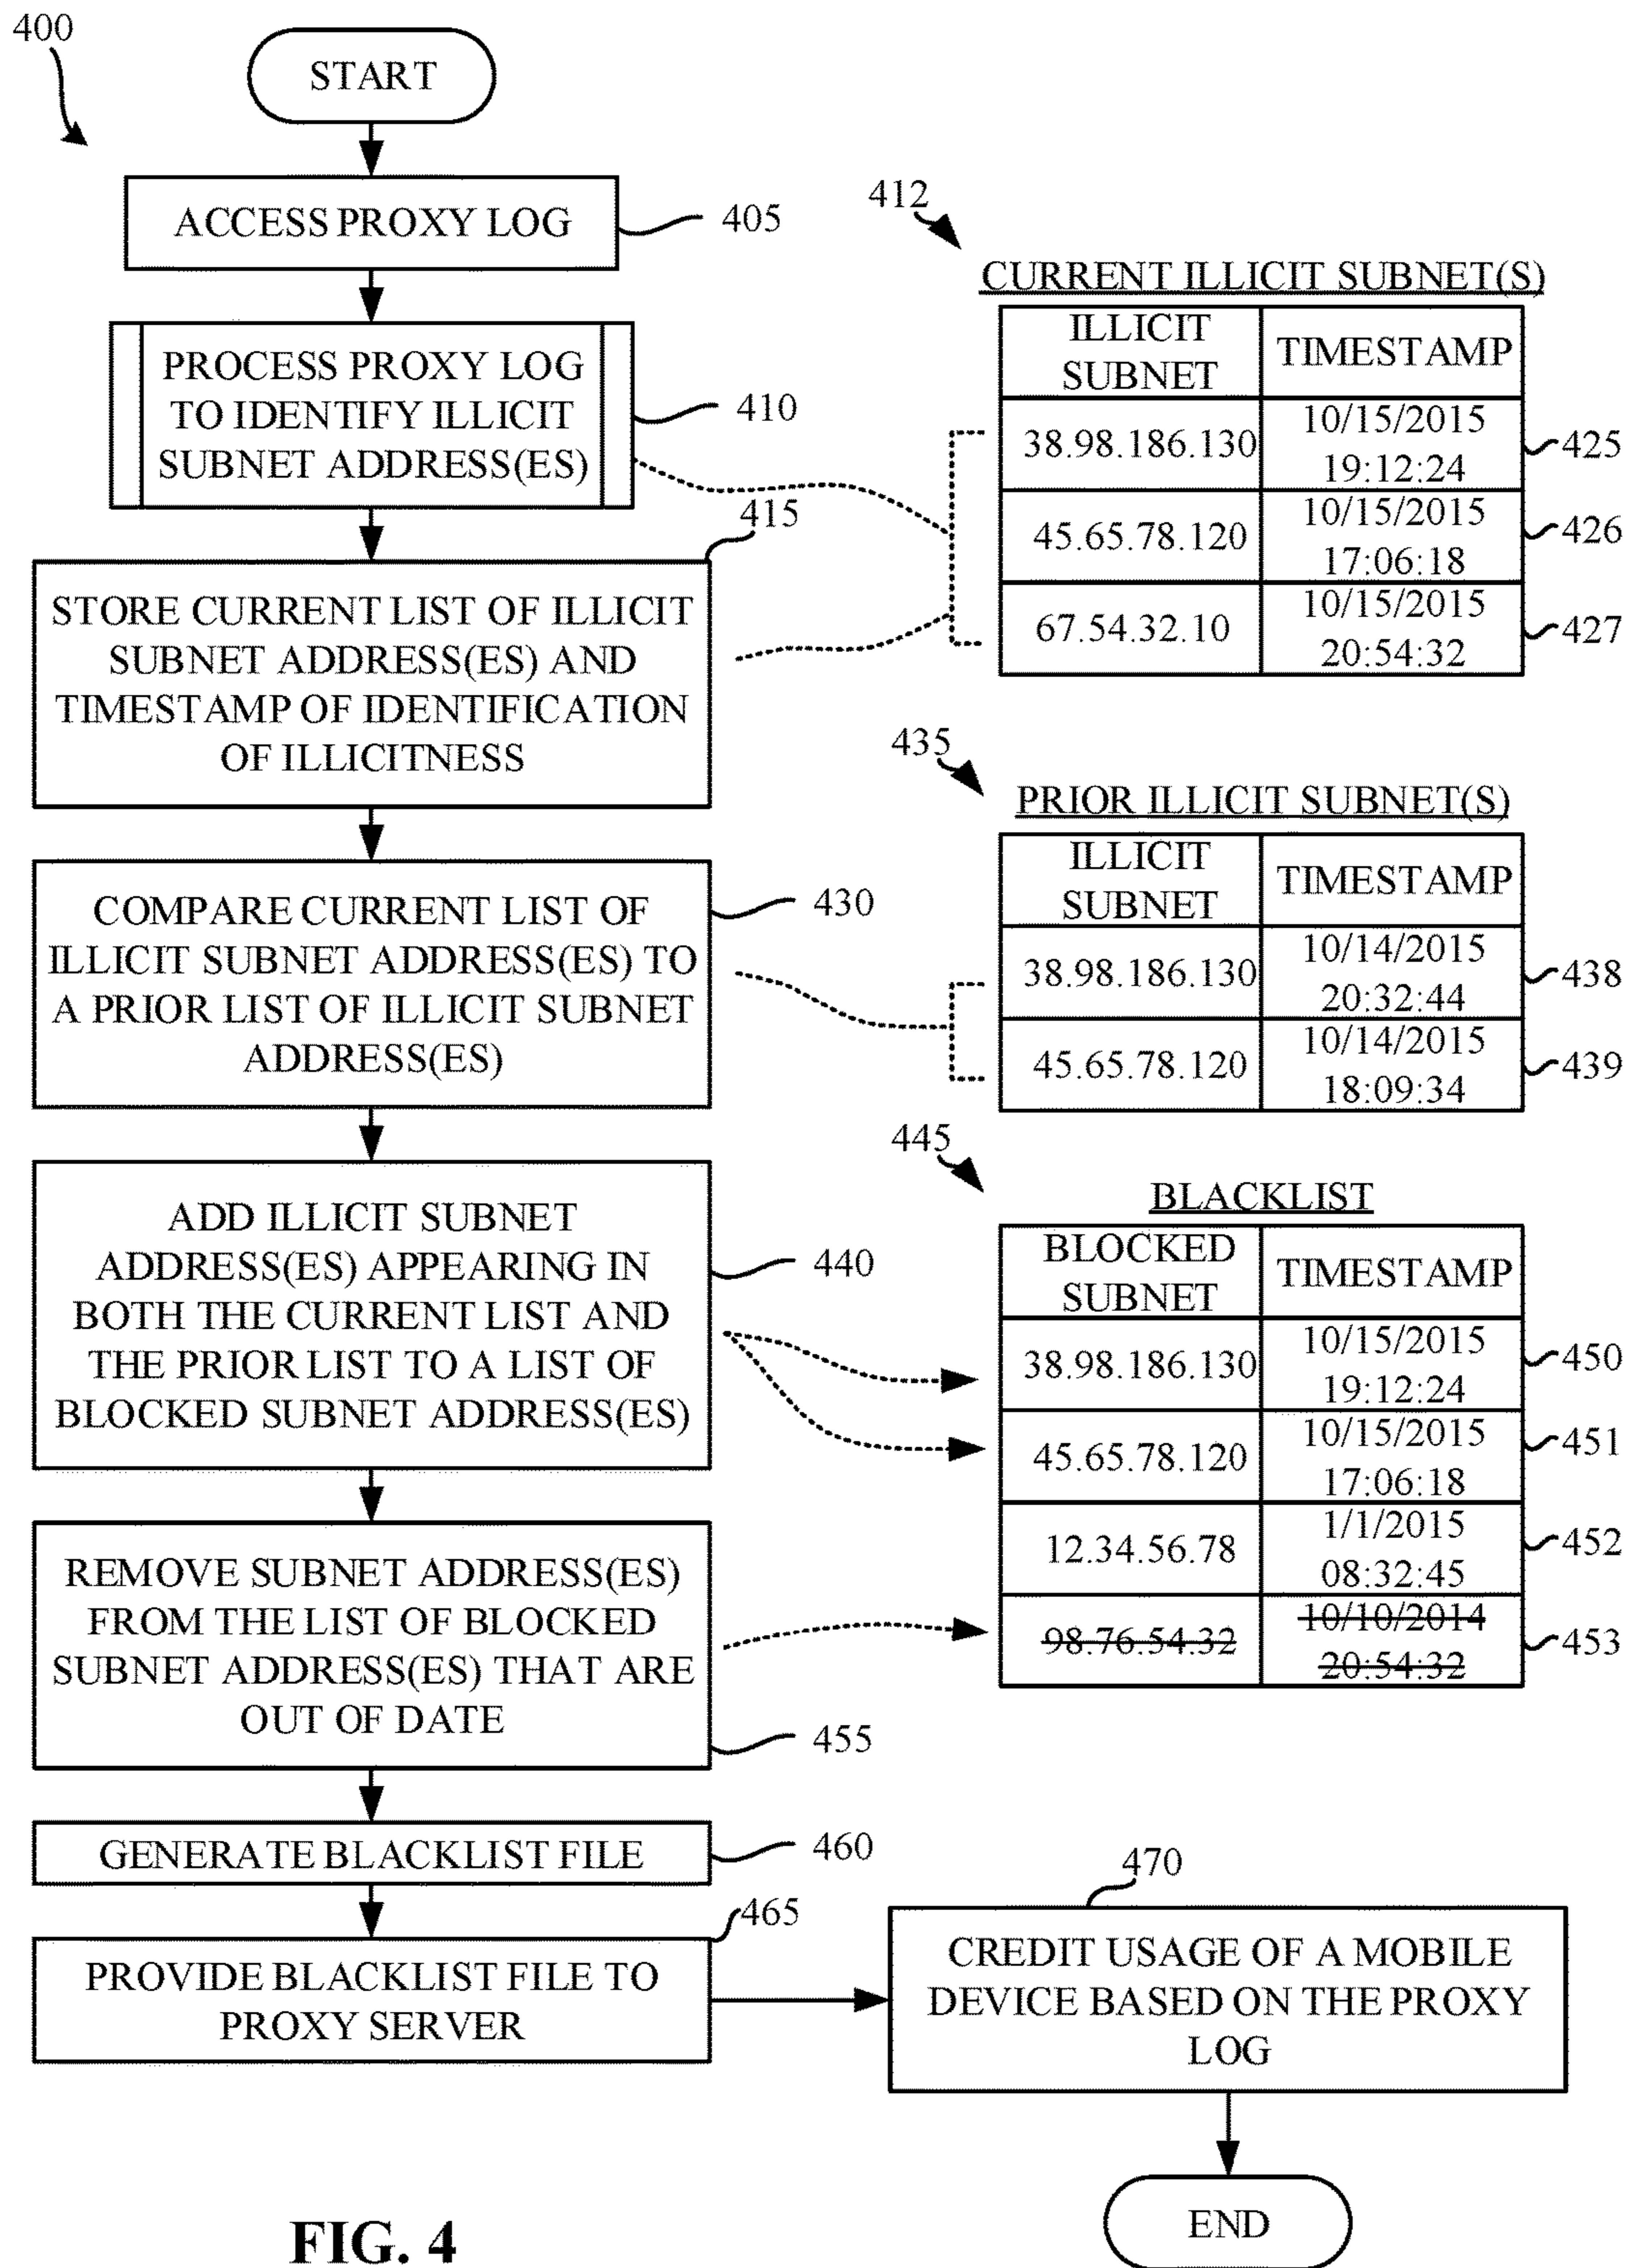 400
START
ACCESS PROXY LOG
405
PROCESS PROXY LOG
TO IDENTIFY ILLICIT
SUBNET ADDRESS(ES)
410
415
STORE CURRENT LIST OF ILLICIT
SUBNET ADDRESS(ES) AND
TIMESTAMP OF IDENTIFICATION
OF ILLICITNESS
COMPARE CURRENT LIST OF
ILLICIT SUBNET ADDRESS(ES) TO
A PRIOR LIST OF ILLICIT SUBNET
ADDRESS(ES)
430
ADD ILLICIT SUBNET
ADDRESS(ES) APPEARING IN
BOTH THE CURRENT LIST AND
THE PRIOR LIST TO A LIST OF
BLOCKED SUBNET ADDRESS(ES)
440
REMOVE SUBNET ADDRESS(ES)
FROM THE LIST OF BLOCKED
SUBNET ADDRESS(ES) THAT ARE
OUT OF DATE
455
GENERATE BLACKLIST FILE
460
465
PROVIDE BLACKLIST FILE TO
PROXY SERVER
412
CURRENT ILLICIT SUBNET(S)
ILLICIT
SUBNET
TIMESTAMP
38.98.186.130
10/15/2015
19:12:24
425
45.65.78.120
10/15/2015
17:06:18
426
67.54.32.10
10/15/2015
20:54:32
427
435
PRIOR ILLICIT SUBNET(S)
ILLICIT
SUBNET
TIMESTAMP
38.98.186.130
10/14/2015
20:32:44
438
45.65.78.120
10/14/2015
18:09:34
439
445
BLACKLIST
BLOCKED
SUBNET
TIMESTAMP
38.98.186.130
10/15/2015
19:12:24
450
45.65.78.120
10/15/2015
17:06:18
451
12.34.56.78
1/1/2015
08:32:45
452
98.76.54.32
10/10/2014
20:54:32
453
470
CREDIT USAGE OF A MOBILE
DEVICE BASED ON THE PROXY
LOG
END
FIG. 4